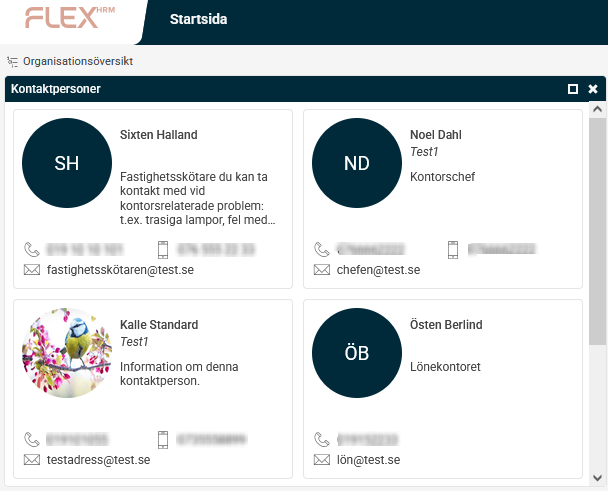 FLEX HRM
Startsida
Organisationsöversikt
Kontaktpersoner
SH
Sixten Halland
Fastighetsskötare du kan ta
kontakt med vid
kontorsrelaterade problem:
t.ex. trasiga lampor, fel med...
fastighetsskötaren@test.se
ND
Noel Dahl
Test1
Kontorschef
chefen@test.se
Kalle Standard
Test1
Information om denna
kontaktperson.
testadress@test.se
ÖB
Östen Berlind
Lönekontoret
lön@test.se